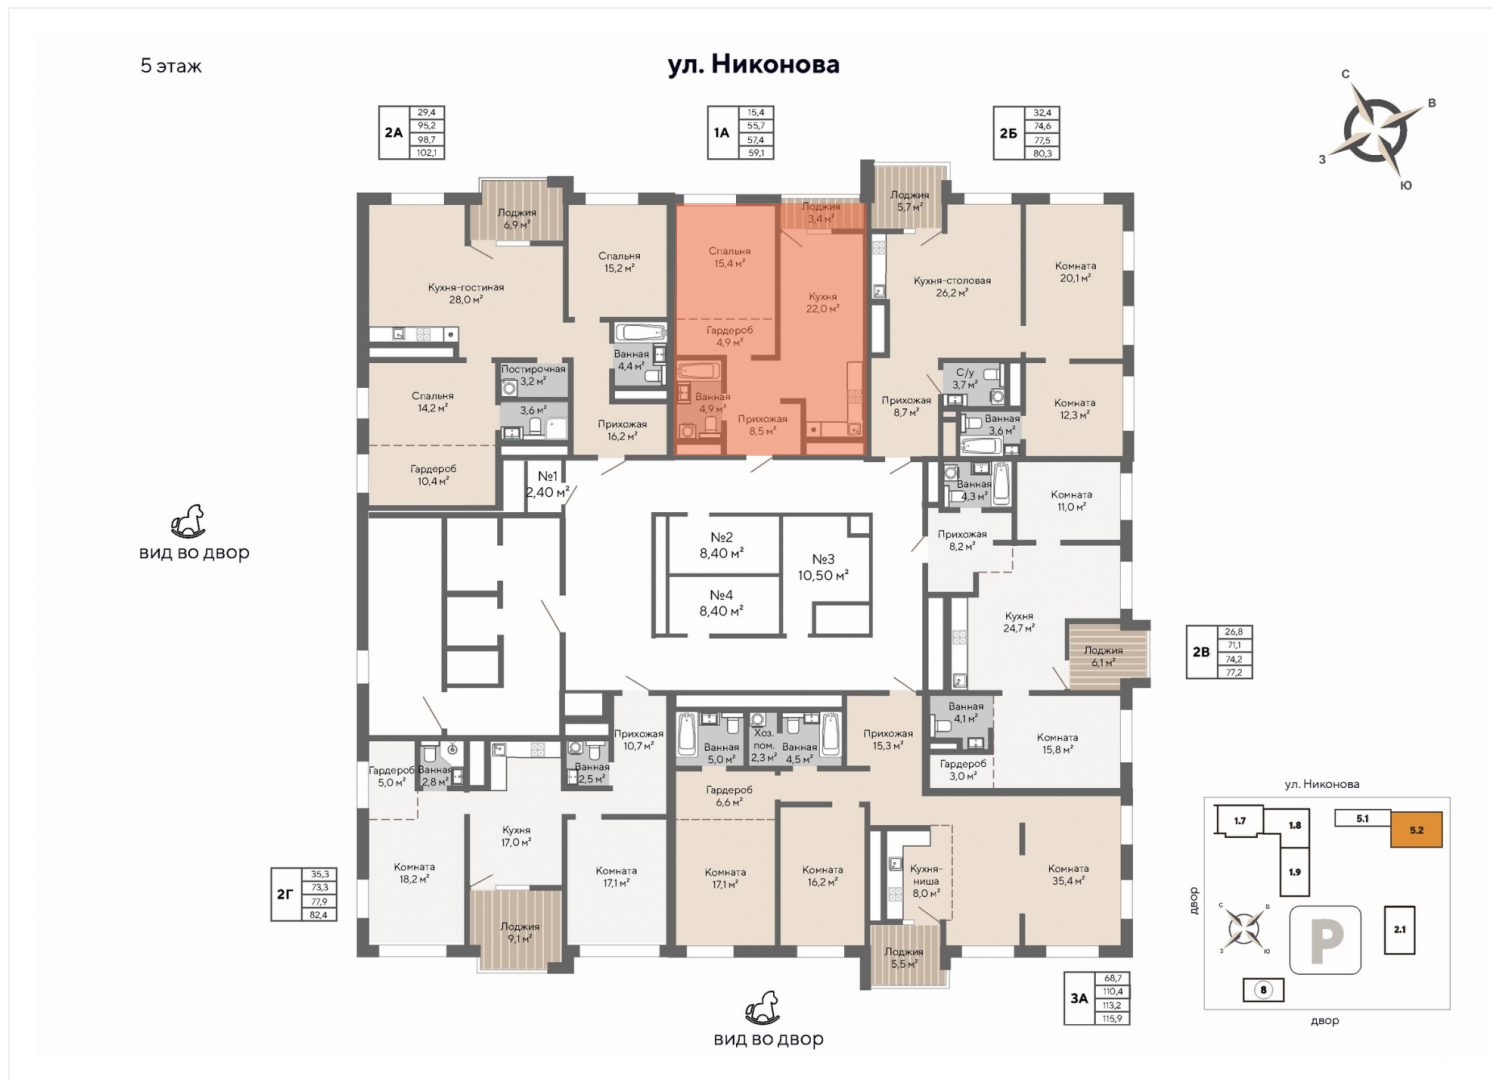 5 этаж
ул. Никонова
2А
29,4
95,2
98,7
102,1
1А
15,4
55,7
57,4
59,1
2Б
32,4
74,6
77,5
80,3
С
В
З
Ю
Лоджия
6,9 м²
Спальня
15,2 м²
Кухня-гостиная
28,0 м²
Ванная
4,4 м²
Постирочная
3,2 м²
3,6 м²
Спальня
14,2 м²
Прихожая
16,2 м²
Гардероб
10,4 м²
Спальня
15,4 м²
Лоджия
3,4 м²
Кухня
22,0 м²
Гардероб
4,9 м²
Ванная
4,9 м²
Прихожая
8,5 м²
Лоджия
5,7 м²
Кухня-столовая
26,2 м²
Комната
20,1 м²
С/у
3,7 м²
Прихожая
8,7 м²
Ванная
3,6 м²
Комната
12,3 м²
№1
2,40 м²
№2
8,40 м²
№3
10,50 м²
№4
8,40 м²
Ванная
4,3 м²
Комната
11,0 м²
Прихожая
8,2 м²
Кухня
24,7 м²
Лоджия
6,1 м²
Ванная
4,1 м²
Комната
15,8 м²
Гардероб
3,0 м²
2В
26,8
71,1
74,2
77,2
вид во двор
Прихожая
10,7 м²
Гардероб
5,0 м²
Ванная
2,8 м²
Ванная
2,5 м²
Кухня
17,0 м²
Комната
18,2 м²
Комната
17,1 м²
Лоджия
9,1 м²
2Г
35,3
73,3
77,9
82,4
Ванная
5,0 м²
Хоз.
пом.
2,3 м²
Ванная
4,5 м²
Прихожая
15,3 м²
Гардероб
6,6 м²
Комната
17,1 м²
Комната
16,2 м²
Кухня-
ниша
8,0 м²
Комната
35,4 м²
Лоджия
5,5 м²
3А
68,7
110,4
113,2
115,9
вид во двор
ул. Никонова
1.7
1.8
1.9
5.1
5.2
двор
С
В
З
Ю
P
2.1
8
двор